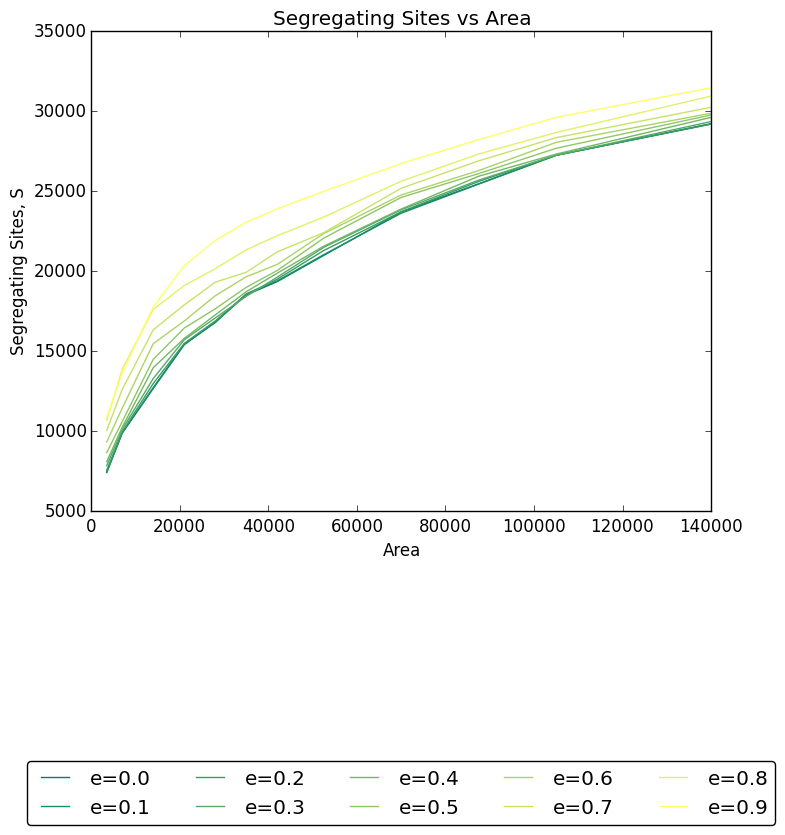 Segregating Sites vs Area
35000
30000
25000
20000
15000
10000
5000
Segregating Sites, S
0 20000 40000 60000 80000 100000 120000 140000
Area
e=0.0 e=0.2 e=0.4 e=0.6 e=0.8
e=0.1 e=0.3 e=0.5 e=0.7 e=0.9